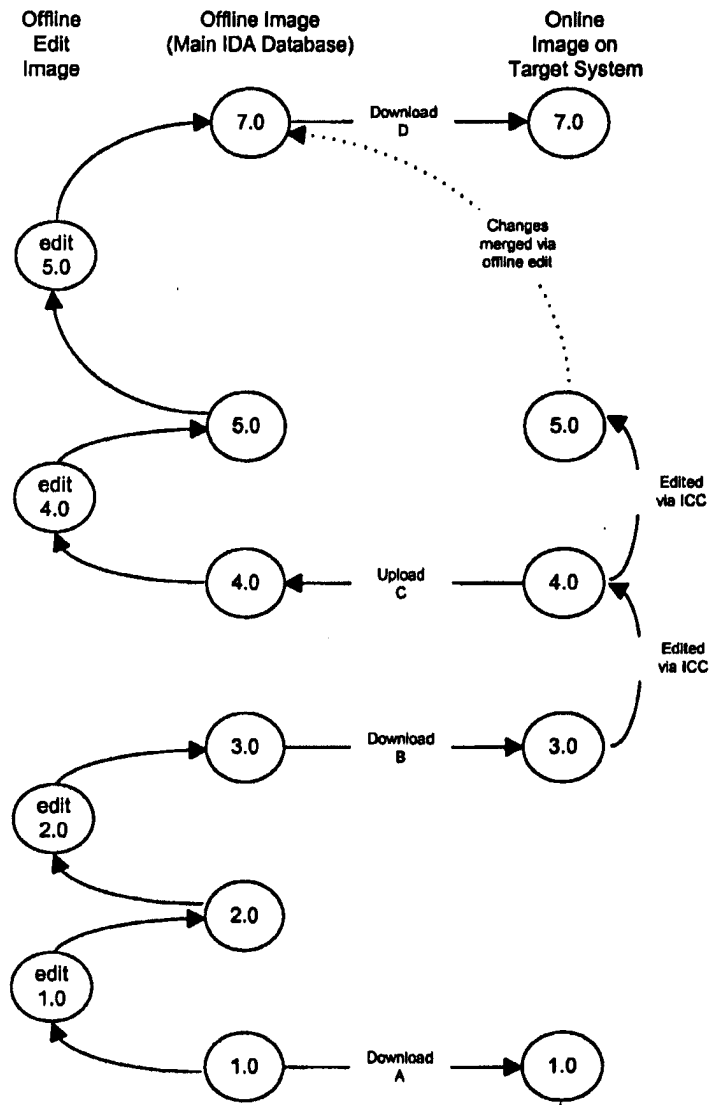 Offline
Edit
Image
Offline Image
(Main IDA Database)
Online
Image on
Target System
7.0
Download
D
7.0
Changes
merged via
offline edit
edit
5.0
5.0
5.0
edit
4.0
Edited
via ICC
4.0
Upload
C
4.0
Edited
via ICC
3.0
Download
B
3.0
edit
2.0
2.0
edit
1.0
1.0
Download
A
1.0